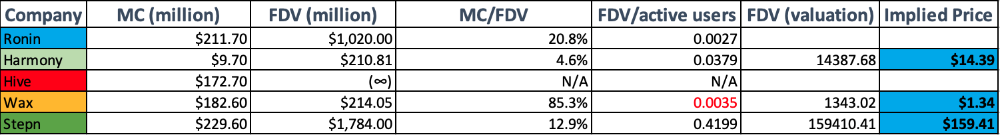 Company MC (million) FDV (million) MC/FDV FDV/active users FDV (valuation) Implied Price
Ronin $211.70 $1,020.00 20.8% 0.0027
Harmony $9.70 $210.81 4.6% 0.0379 14387.68 $14.39
Hive $172.70 (∞) N/A N/A
Wax $182.60 $214.05 85.3% 0.0035 1343.02 $1.34
Stepn $229.60 $1,784.00 12.9% 0.4199 159410.41 $159.41